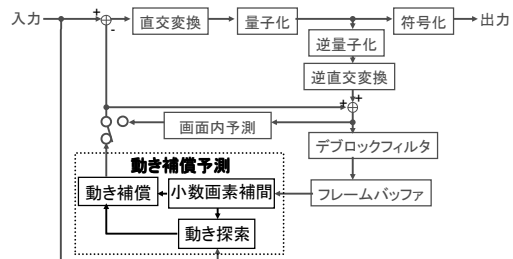 入力
+
-
直交変換
量子化
符号化
出力
逆量子化
逆直交変換
+
+
画面内予測
デブロックフィルタ
動き補償予測
動き補償
小数画素補間
フレームバッファ
動き探索